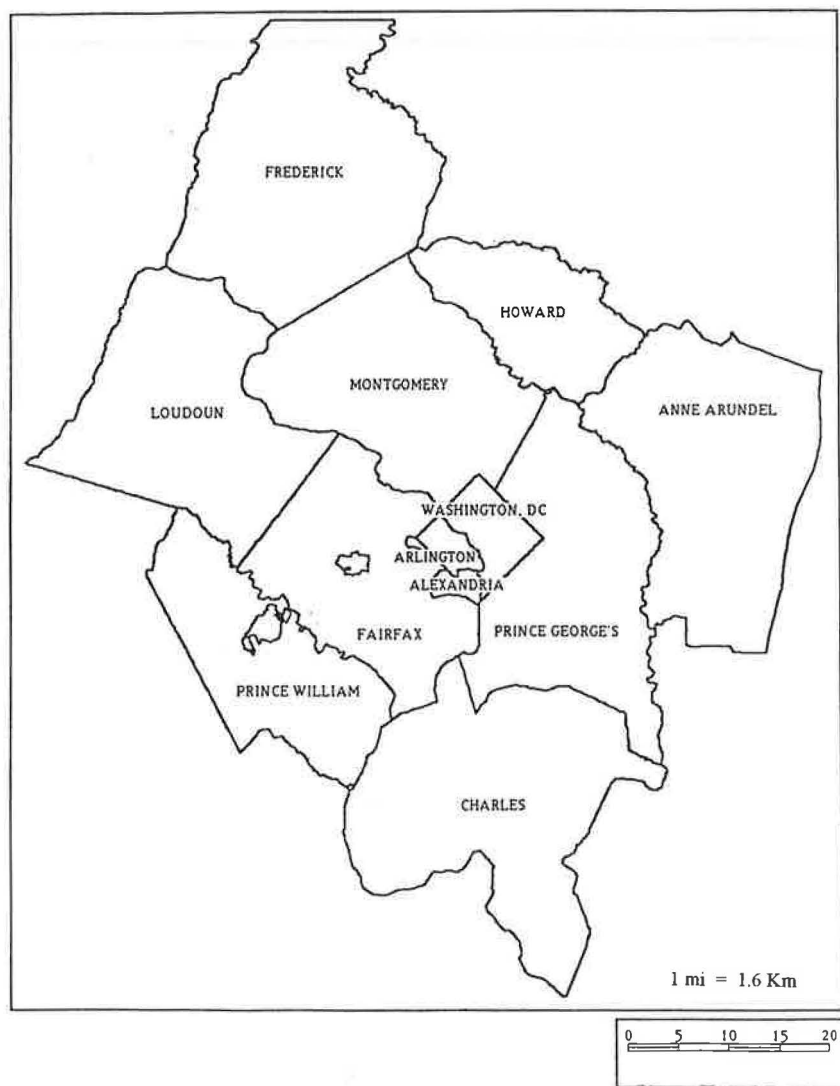 FREDERICK
HOWARD
MONTGOMERY
ANNE ARUNDEL
LOUDOUN
WASHINGTON, DC
ARLINGTON
ALEXANDRIA
FAIRFAX
PRINCE GEORGE'S
PRINCE WILLIAM
CHARLES
1 mi = 1.6 Km
0 5 10 15 20